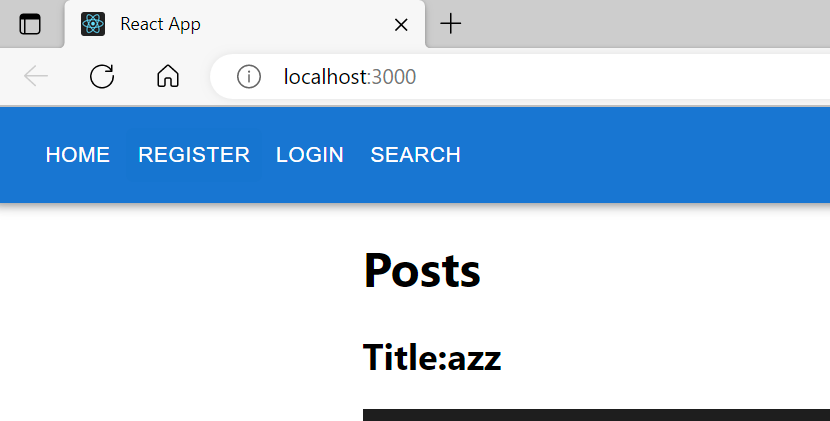 React App
localhost:3000
HOME REGISTER LOGIN SEARCH
Posts
Title:azz